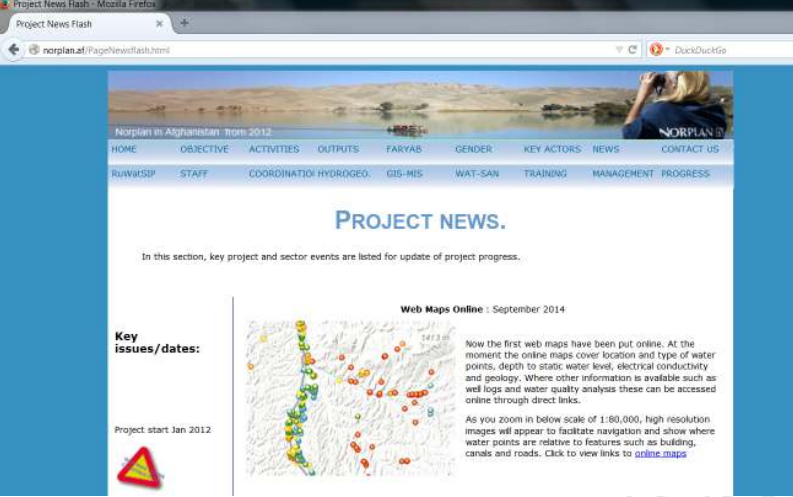 Project News Flash - Mozilla Firefox
Project News Flash
norplan.af/PageNewsflash.html
DuckDuckGo
Norplan in Afghanistan from 2012
NORPLAN
HOME OBJECTIVE ACTIVITIES OUTPUTS FARYAB GENDER KEY ACTORS NEWS CONTACT US
RuWatSIP STAFF COORDINATIO HYDROGEO. GIS-MIS WAT-SAN TRAINING MANAGEMENT PROGRESS
PROJECT NEWS.
In this section, key project and sector events are listed for update of project progress.
Key
issues/dates:
Project start Jan 2012
Web Maps Online : September 2014
1413 m
Now the first web maps have been put online. At the
moment the online maps cover location and type of water
points, depth to static water level, electrical conductivity
and geology. Where other information is available such as
well logs and water quality analysis these can be accessed
online through direct links.
As you zoom in below scale of 1:80,000, high resolution
images will appear to facilitate navigation and show where
water points are relative to features such as building,
canals and roads. Click to view links to online maps